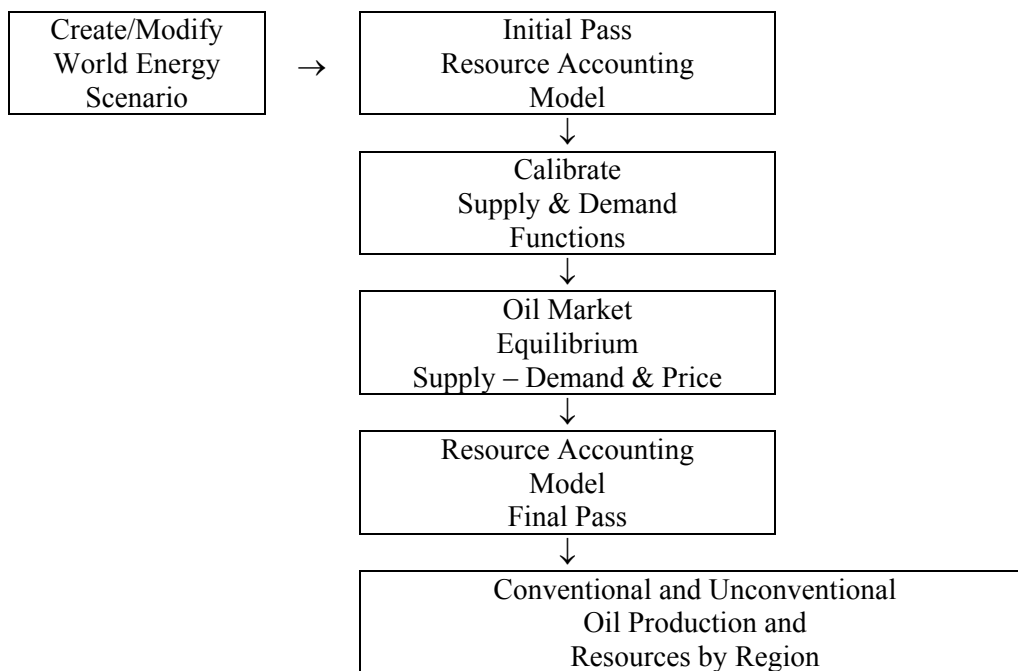 Create/Modify
World Energy
Scenario
→
Initial Pass
Resource Accounting
Model
↓
Calibrate
Supply & Demand
Functions
↓
Oil Market
Equilibrium
Supply – Demand & Price
↓
Resource Accounting
Model
Final Pass
↓
Conventional and Unconventional
Oil Production and
Resources by Region